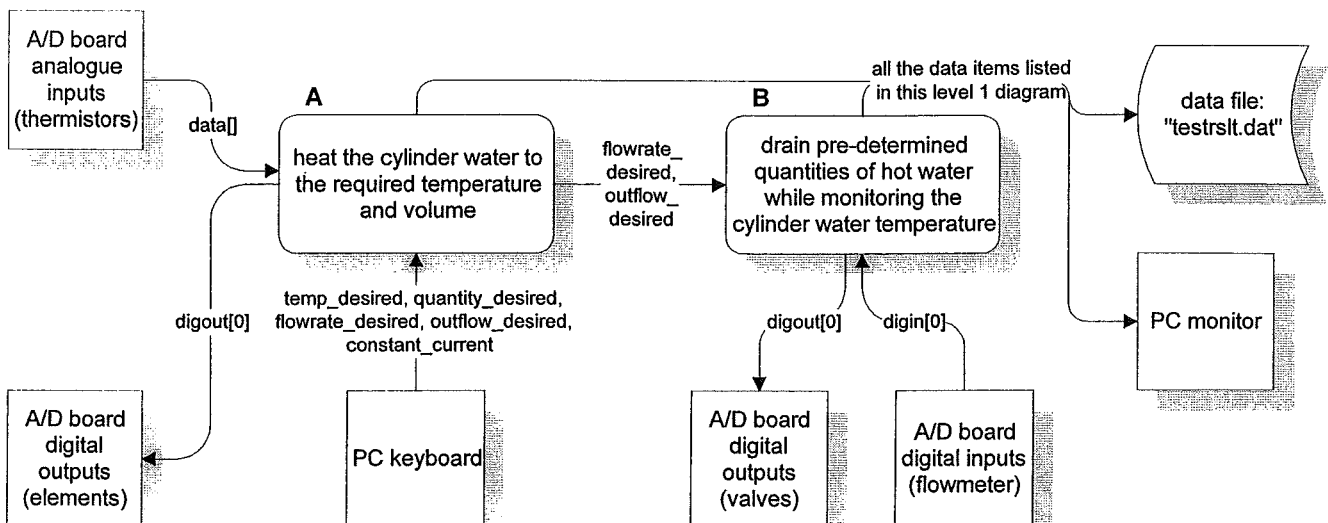 A/D board
analogue
inputs
(thermistors)
data[]
A
heat the cylinder water to
the required temperature
and volume
flowrate_
desired,
outflow_
desired
B
drain pre-determined
quantities of hot water
while monitoring the
cylinder water temperature
all the data items listed
in this level 1 diagram
data file:
"testrslt.dat"
digout[0]
temp_desired, quantity_desired,
flowrate_desired, outflow_desired,
constant_current
digout[0]
digin[0]
PC monitor
A/D board
digital
outputs
(elements)
PC keyboard
A/D board
digital
outputs
(valves)
A/D board
digital inputs
(flowmeter)